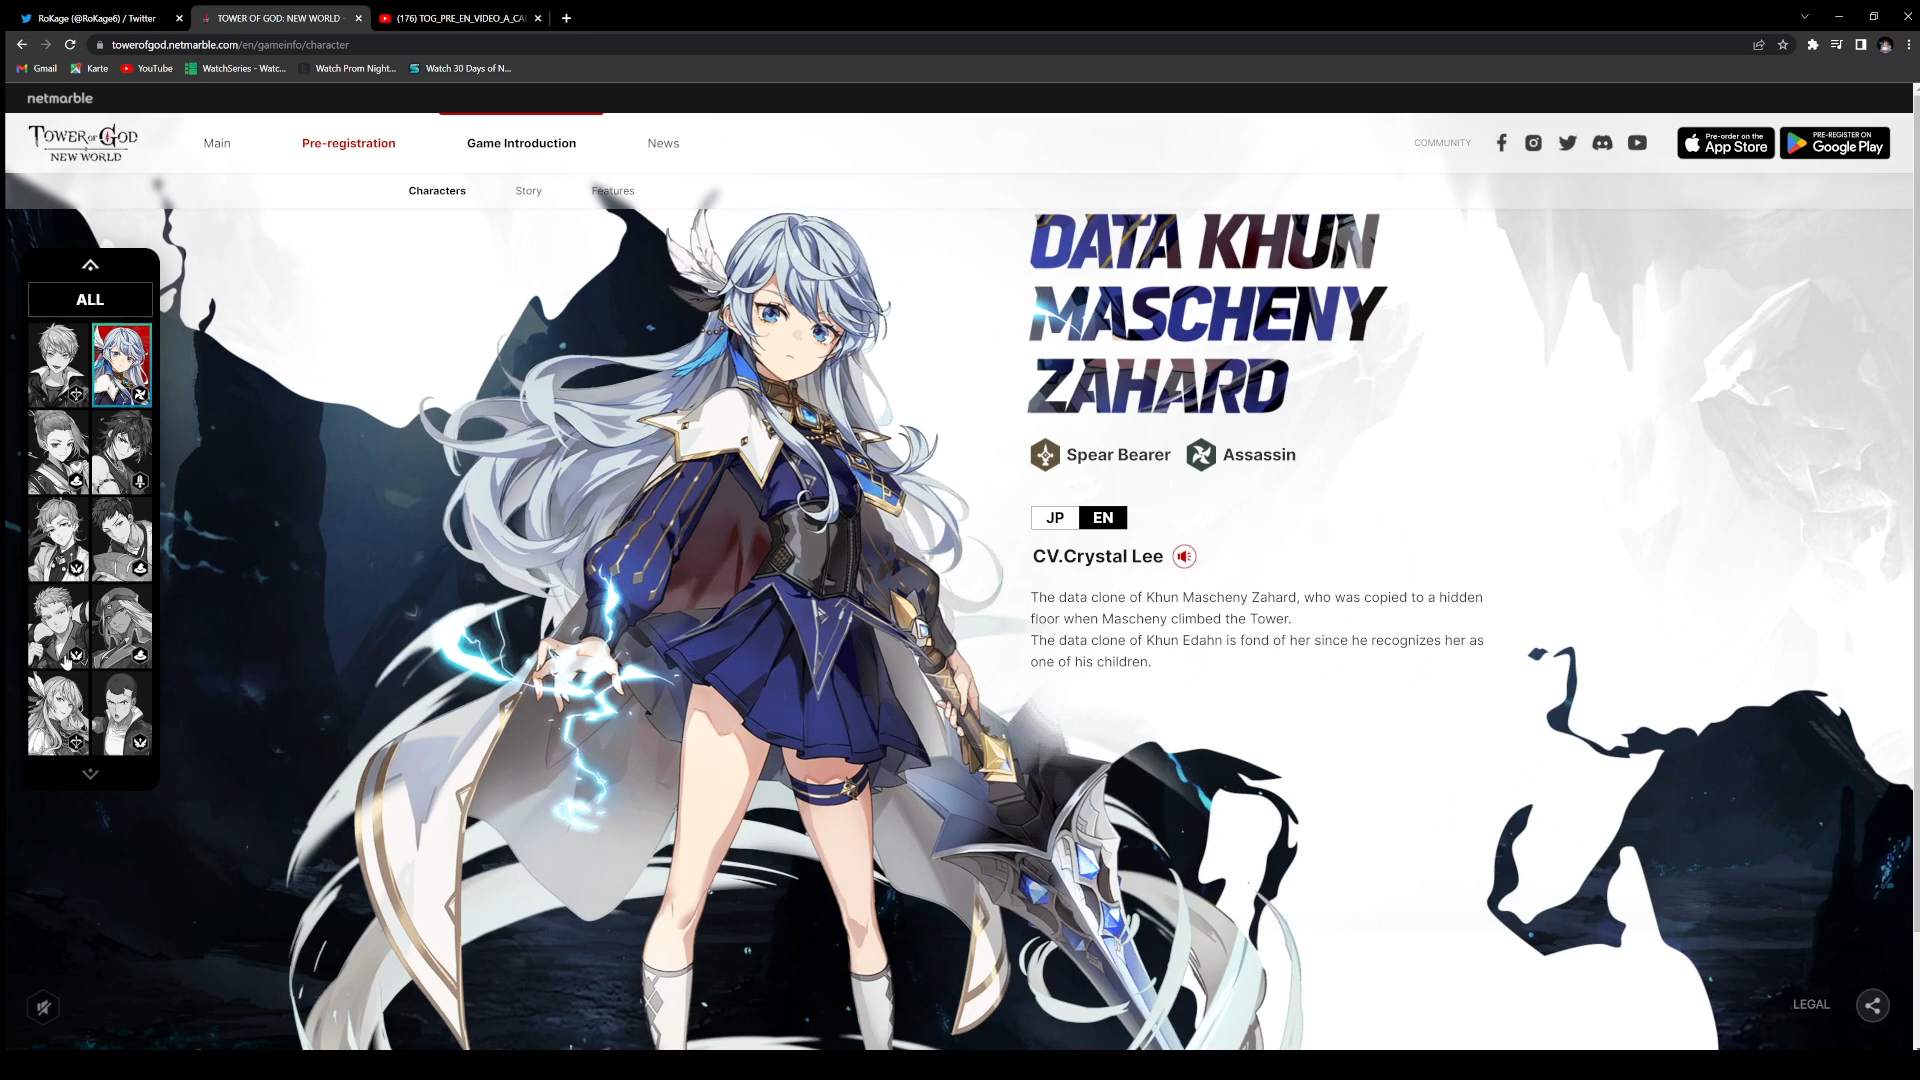 RoKage (@RoKage6) / Twitter
TOWER OF GOD: NEW WORLD -
(176) TOG_PRE_EN_VIDEO_A_CAL
towerofgod.netmarble.com/en/gameinfo/character
Gmail
Karte
YouTube
WatchSeries - Watc...
Watch Prom Night...
Watch 30 Days of N...
netmarble
TOWER OF GOD
NEW WORLD
Main
Pre-registration
Game Introduction
News
COMMUNITY
Pre-order on the
App Store
PRE-REGISTER ON
Google Play
Characters
Story
Features
ALL
DATA KHUN
MASCHENY
ZAHARD
Spear Bearer
Assassin
JP
EN
CV.Crystal Lee
The data clone of Khun Mascheny Zahard, who was copied to a hidden
floor when Mascheny climbed the Tower.
The data clone of Khun Edahn is fond of her since he recognizes her as
one of his children.
LEGAL